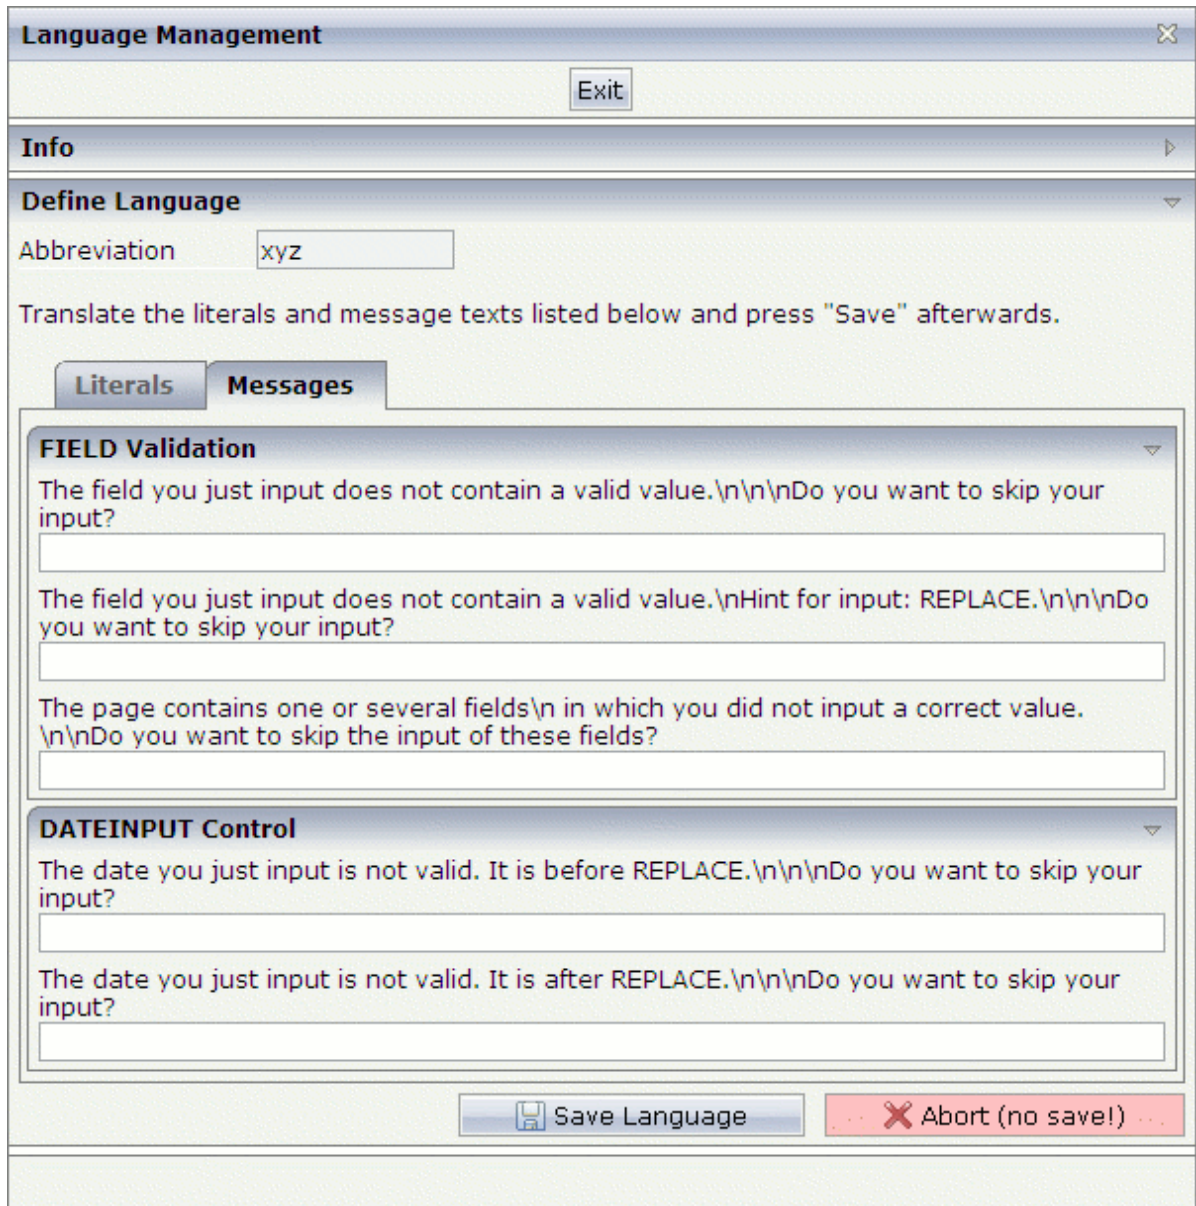 Language Management
Exit
Info
Define Language
Abbreviation xyz
Translate the literals and message texts listed below and press "Save" afterwards.
Literals Messages
FIELD Validation
The field you just input does not contain a valid value.\n\n\nDo you want to skip your
input?
The field you just input does not contain a valid value.\nHint for input: REPLACE.\n\n\nDo
you want to skip your input?
The page contains one or several fields\n in which you did not input a correct value.
\n\nDo you want to skip the input of these fields?
DATEINPUT Control
The date you just input is not valid. It is before REPLACE.\n\n\nDo you want to skip your
input?
The date you just input is not valid. It is after REPLACE.\n\n\nDo you want to skip your
input?
Save Language Abort (no save!)